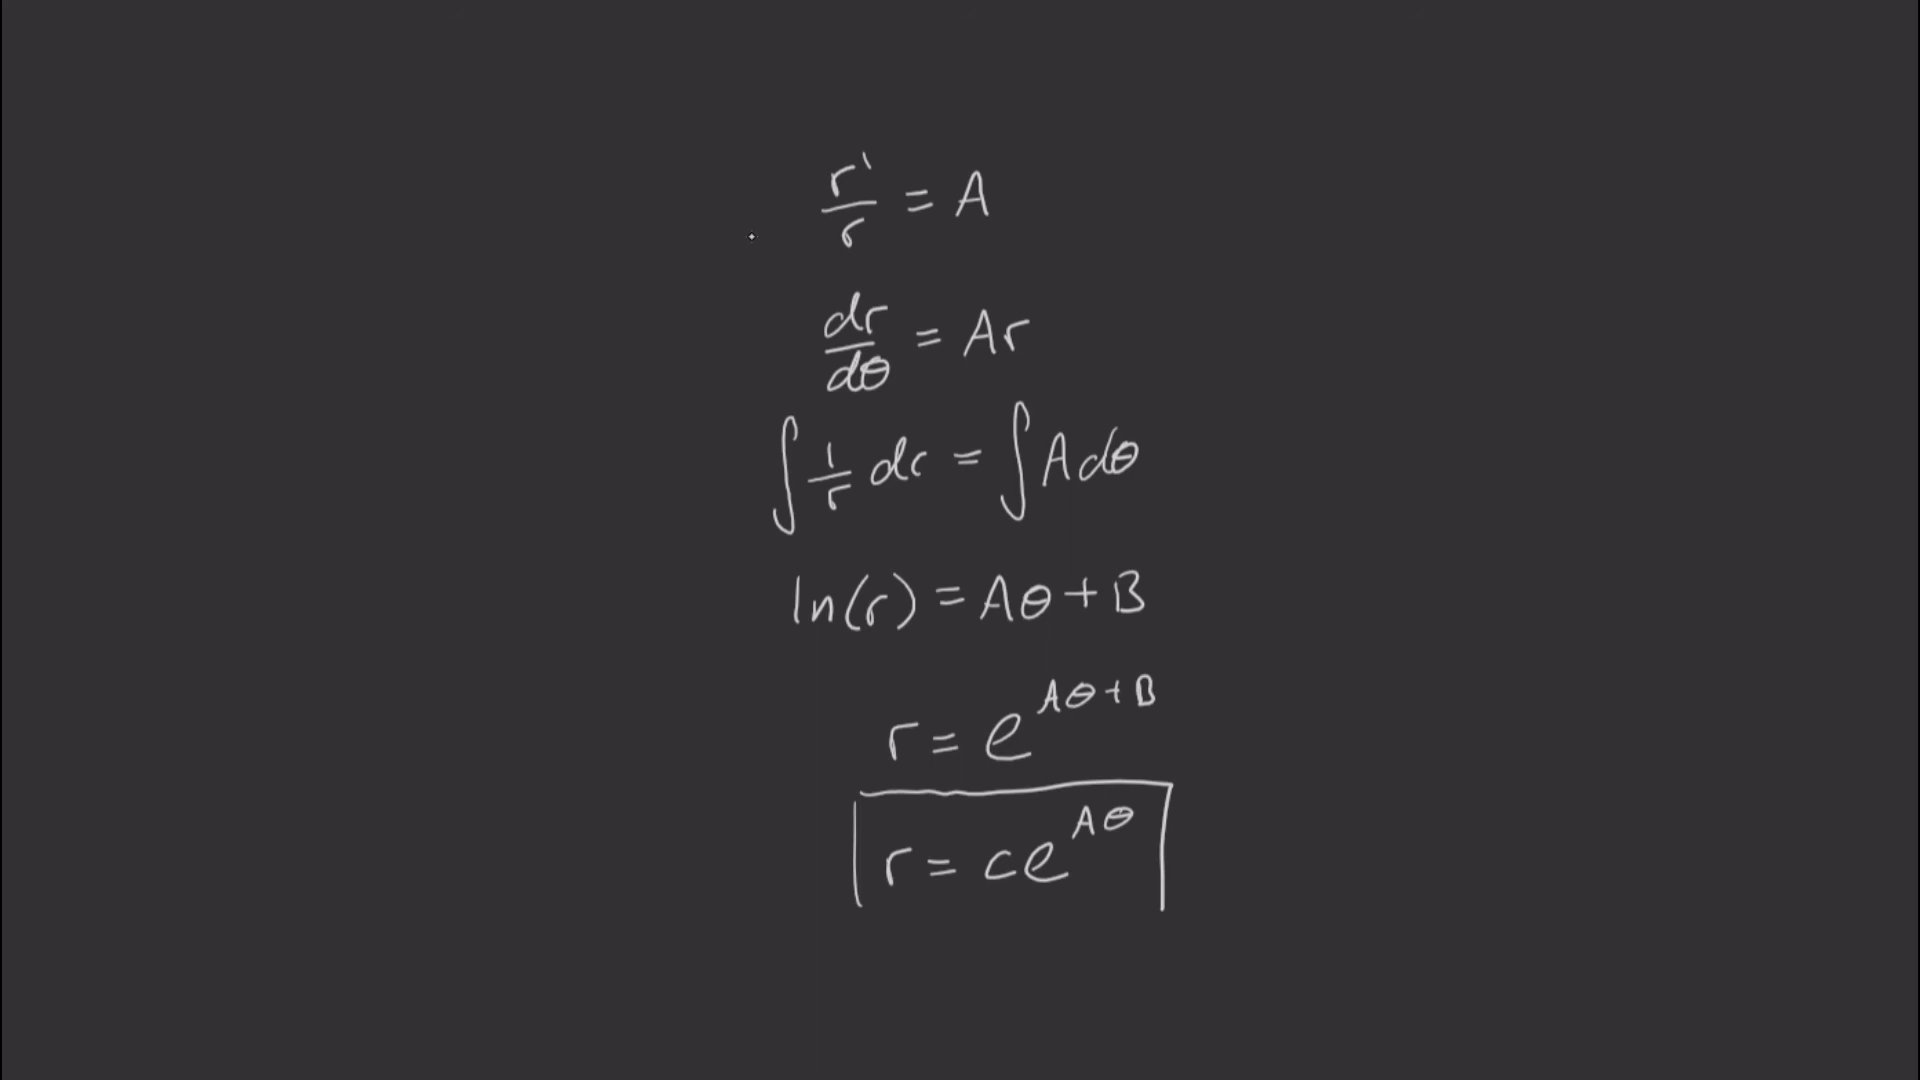 r'/r = A
dr/dθ = Ar
∫ 1/r dr = ∫ A dθ
ln(r) = Aθ + B
r = e^{Aθ + B}
r = ce^{Aθ}